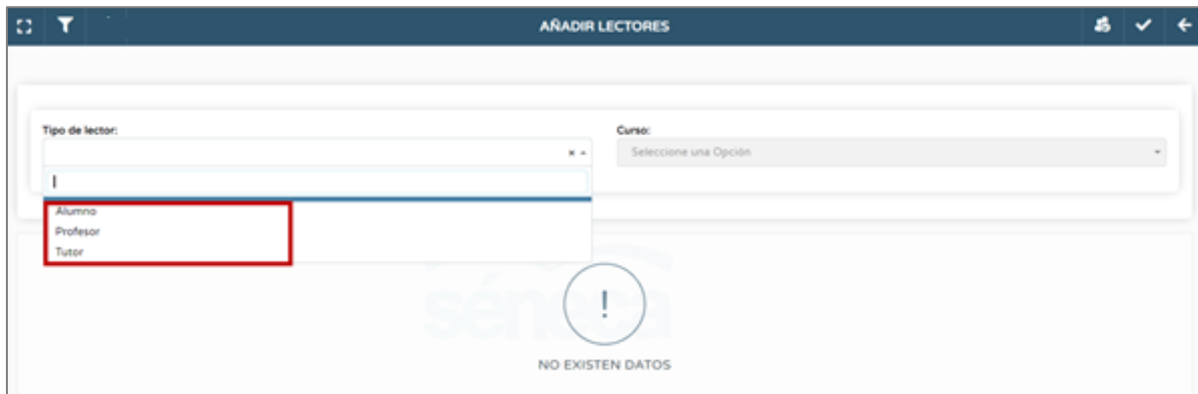 AÑADIR LECTORES
Tipo de lector:
Curso:
Seleccione una Opción
Alumno
Profesor
Tutor
séneca
!
NO EXISTEN DATOS